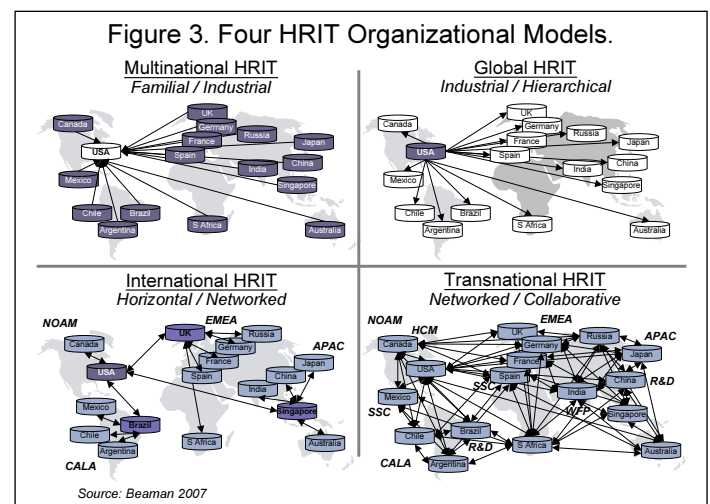 Figure 3. Four HRIT Organizational Models.
Multinational HRIT
Familial / Industrial
Canada
UK
Germany
Russia
France
Japan
USA
Spain
China
India
Mexico
Singapore
Chile
Brazil
S Africa
Argentina
Australia
Global HRIT
Industrial / Hierarchical
Canada
UK
Germany
Russia
France
Japan
USA
Spain
China
India
Mexico
Singapore
Chile
Brazil
S Africa
Argentina
Australia
International HRIT
Horizontal / Networked
NOAM
EMEA
UK
Russia
Canada
Germany
APAC
France
Japan
USA
Spain
China
India
Mexico
Singapore
Brazil
Chile
S Africa
Australia
Argentina
CALA
Transnational HRIT
Networked / Collaborative
NOAM
EMEA
HCM
UK
Russia
APAC
Canada
Germany
Japan
France
USA
Spain
China
R&D
SSC
India
Mexico
WFP
Singapore
SSC
Brazil
Chile
R&D
S Africa
Australia
CALA
Argentina
Source: Beaman 2007